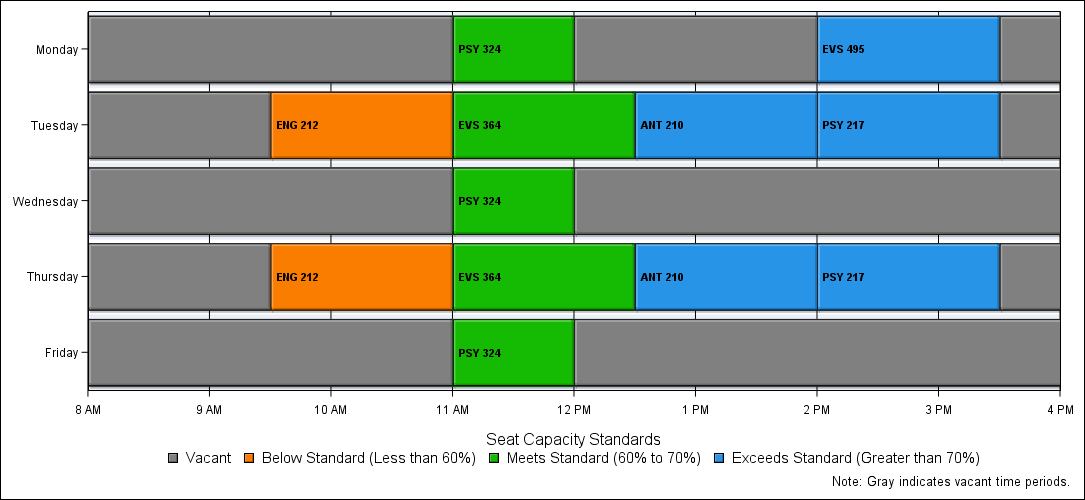 Monday
PSY 324
EVS 495
Tuesday
ENG 212
EVS 364
ANT 210
PSY 217
Wednesday
PSY 324
Thursday
ENG 212
EVS 364
ANT 210
PSY 217
Friday
PSY 324
8 AM 9 AM 10 AM 11 AM 12 PM 1 PM 2 PM 3 PM 4 PM
Seat Capacity Standards
Vacant Below Standard (Less than 60%) Meets Standard (60% to 70%) Exceeds Standard (Greater than 70%)
Note: Gray indicates vacant time periods.